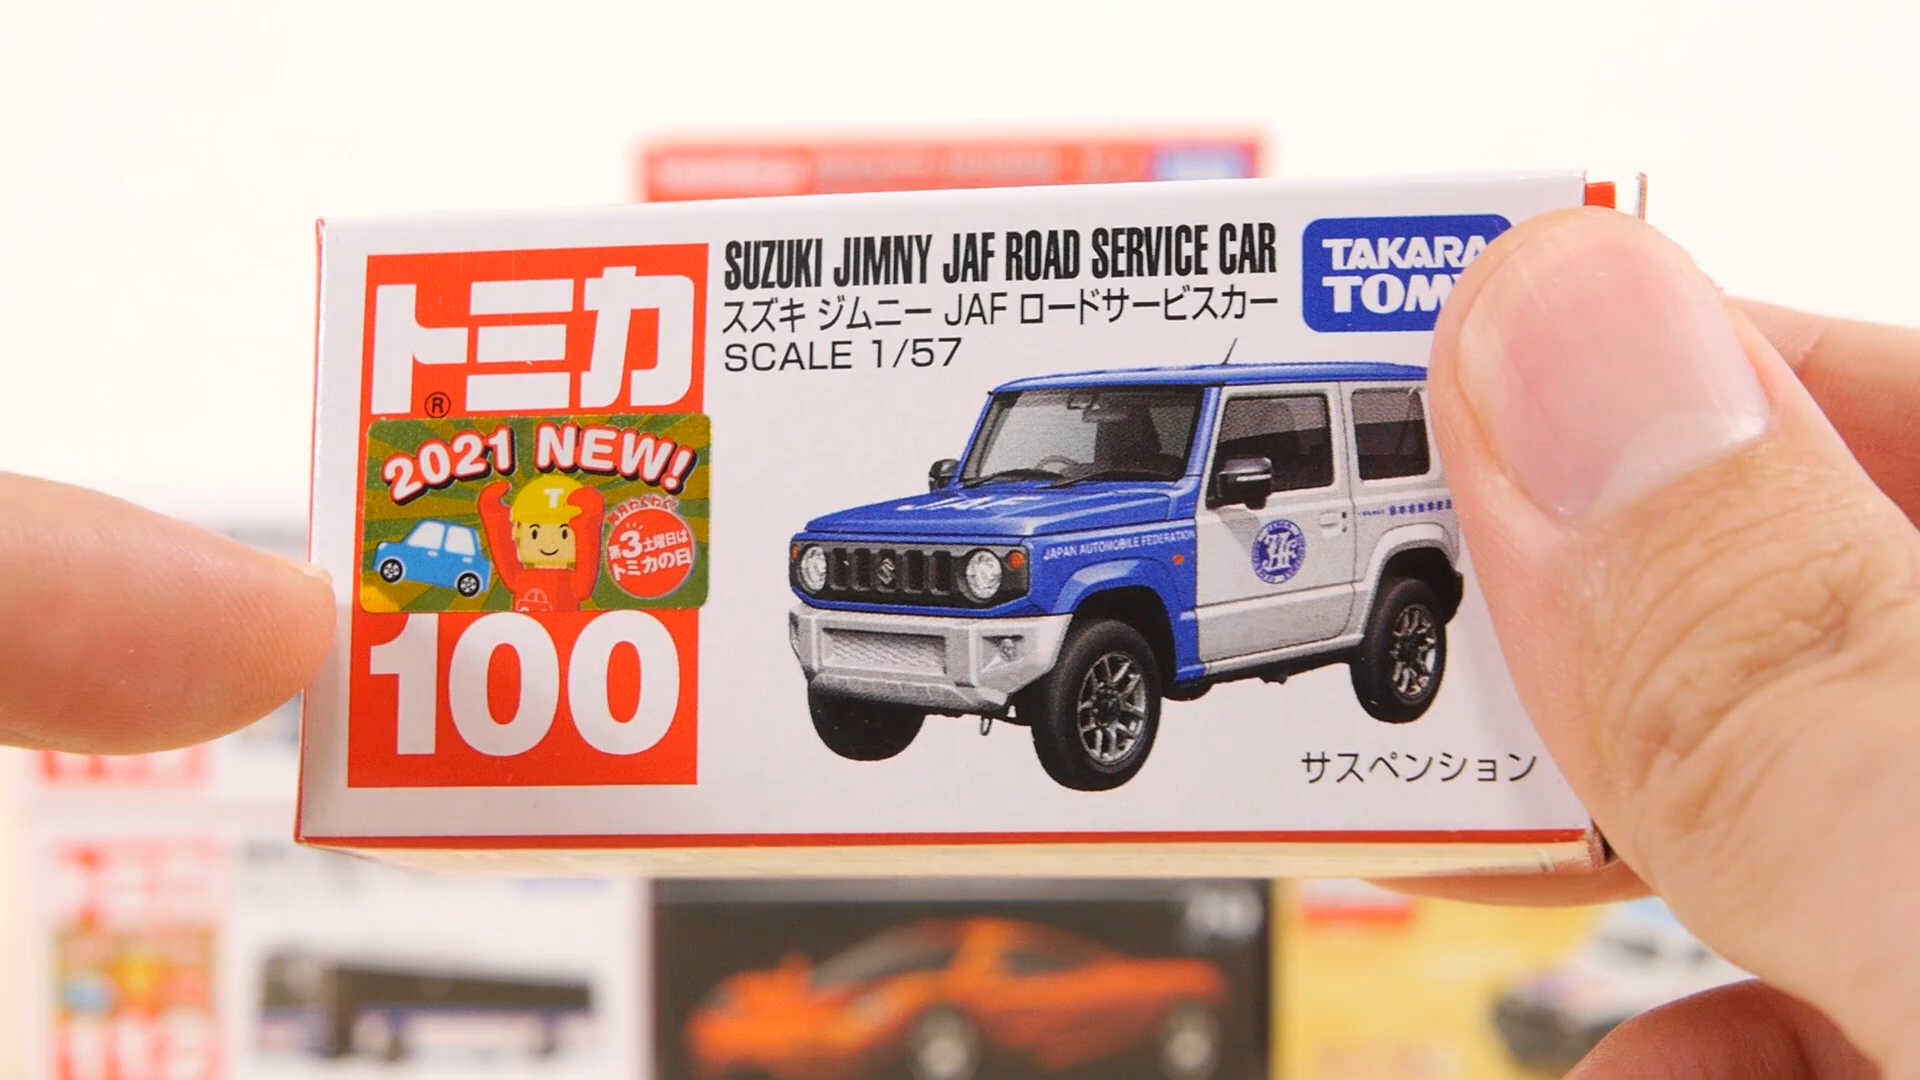 トミカ
®
2021 NEW!
T
第3土曜日は
トミカの日
100
SUZUKI JIMNY JAF ROAD SERVICE CAR
スズキ ジムニー JAF ロードサービスカー
SCALE 1/57
TAKARA
TOM
JAF
JAPAN AUTOMOBILE FEDERATION
サスペンション